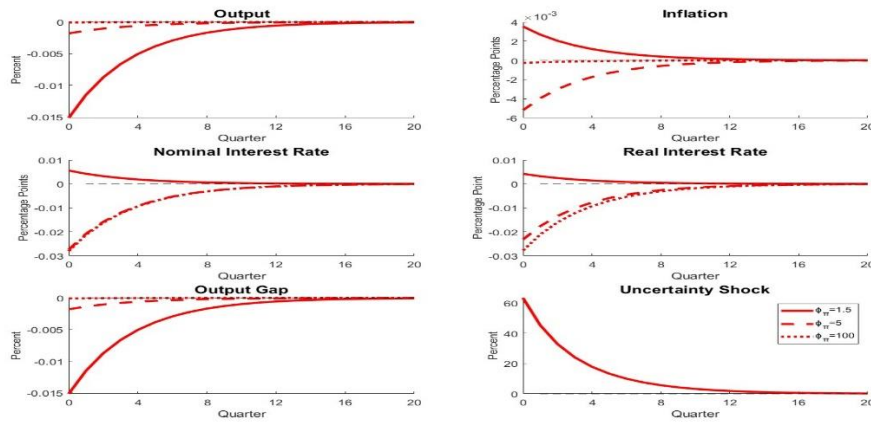 Output
Percent
0
-0.005
-0.01
-0.015
0 4 8 12 16 20
Quarter
Inflation
×10⁻³
Percentage Points
4
2
0
-2
-4
-6
0 4 8 12 16 20
Quarter
Nominal Interest Rate
Percentage Points
0.01
0
-0.01
-0.02
-0.03
0 4 8 12 16 20
Quarter
Real Interest Rate
Percentage Point
0.01
0
-0.01
-0.02
-0.03
0 4 8 12 16 20
Quarter
Output Gap
Percent
0
-0.005
-0.01
-0.015
0 4 8 12 16 20
Quarter
Uncertainty Shock
Percent
60
40
20
0
0 4 8 12 16 20
Quarter
ϕπ=1.5
ϕπ=5
ϕπ=100